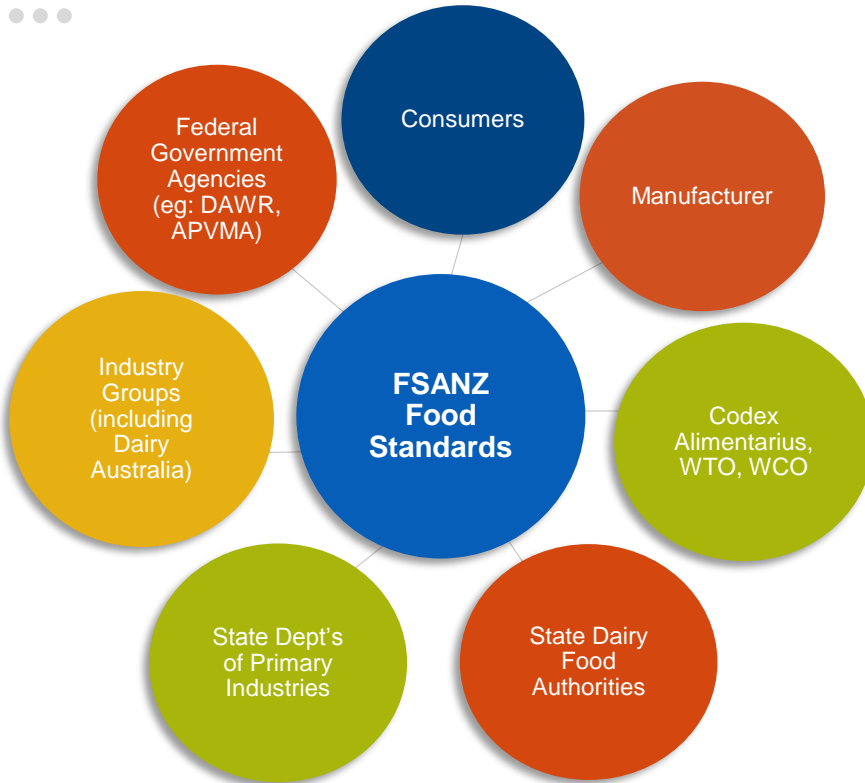 Consumers
Federal
Government
Agencies
(eg: DAWR,
APVMA)
Manufacturer
Industry
Groups
(including
Dairy
Australia)
FSANZ
Food
Standards
Codex
Alimentarius,
WTO, WCO
State Dept's
of Primary
Industries
State Dairy
Food
Authorities